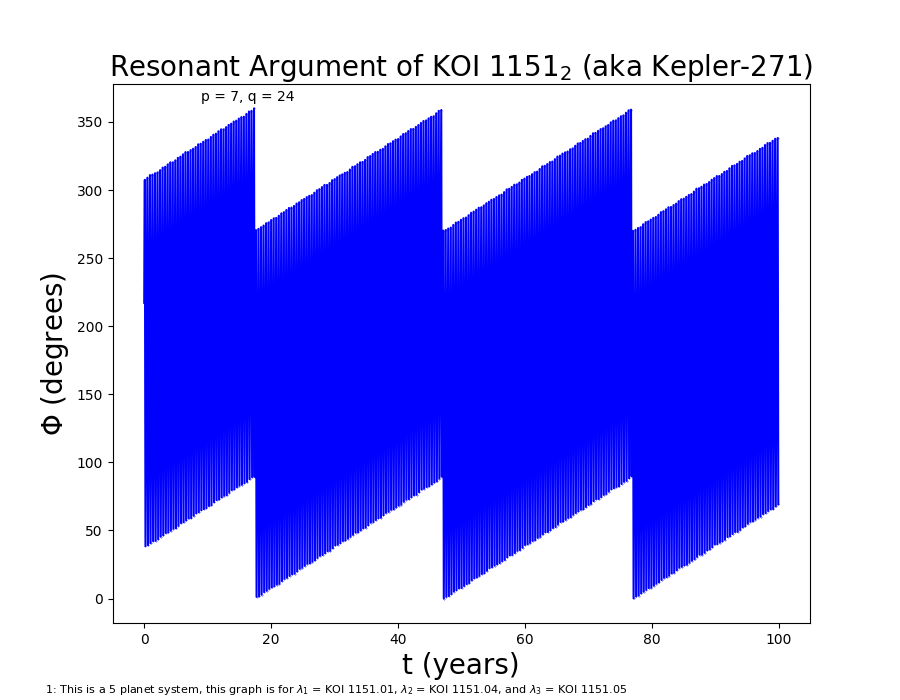 Resonant Argument of KOI 1151₂ (aka Kepler-271)
p = 7, q = 24
350
300
250
200
150
100
50
0
Φ (degrees)
0 20 40 60 80 100
t (years)
1: This is a 5 planet system, this graph is for λ₁ = KOI 1151.01, λ₂ = KOI 1151.04, and λ₃ = KOI 1151.05